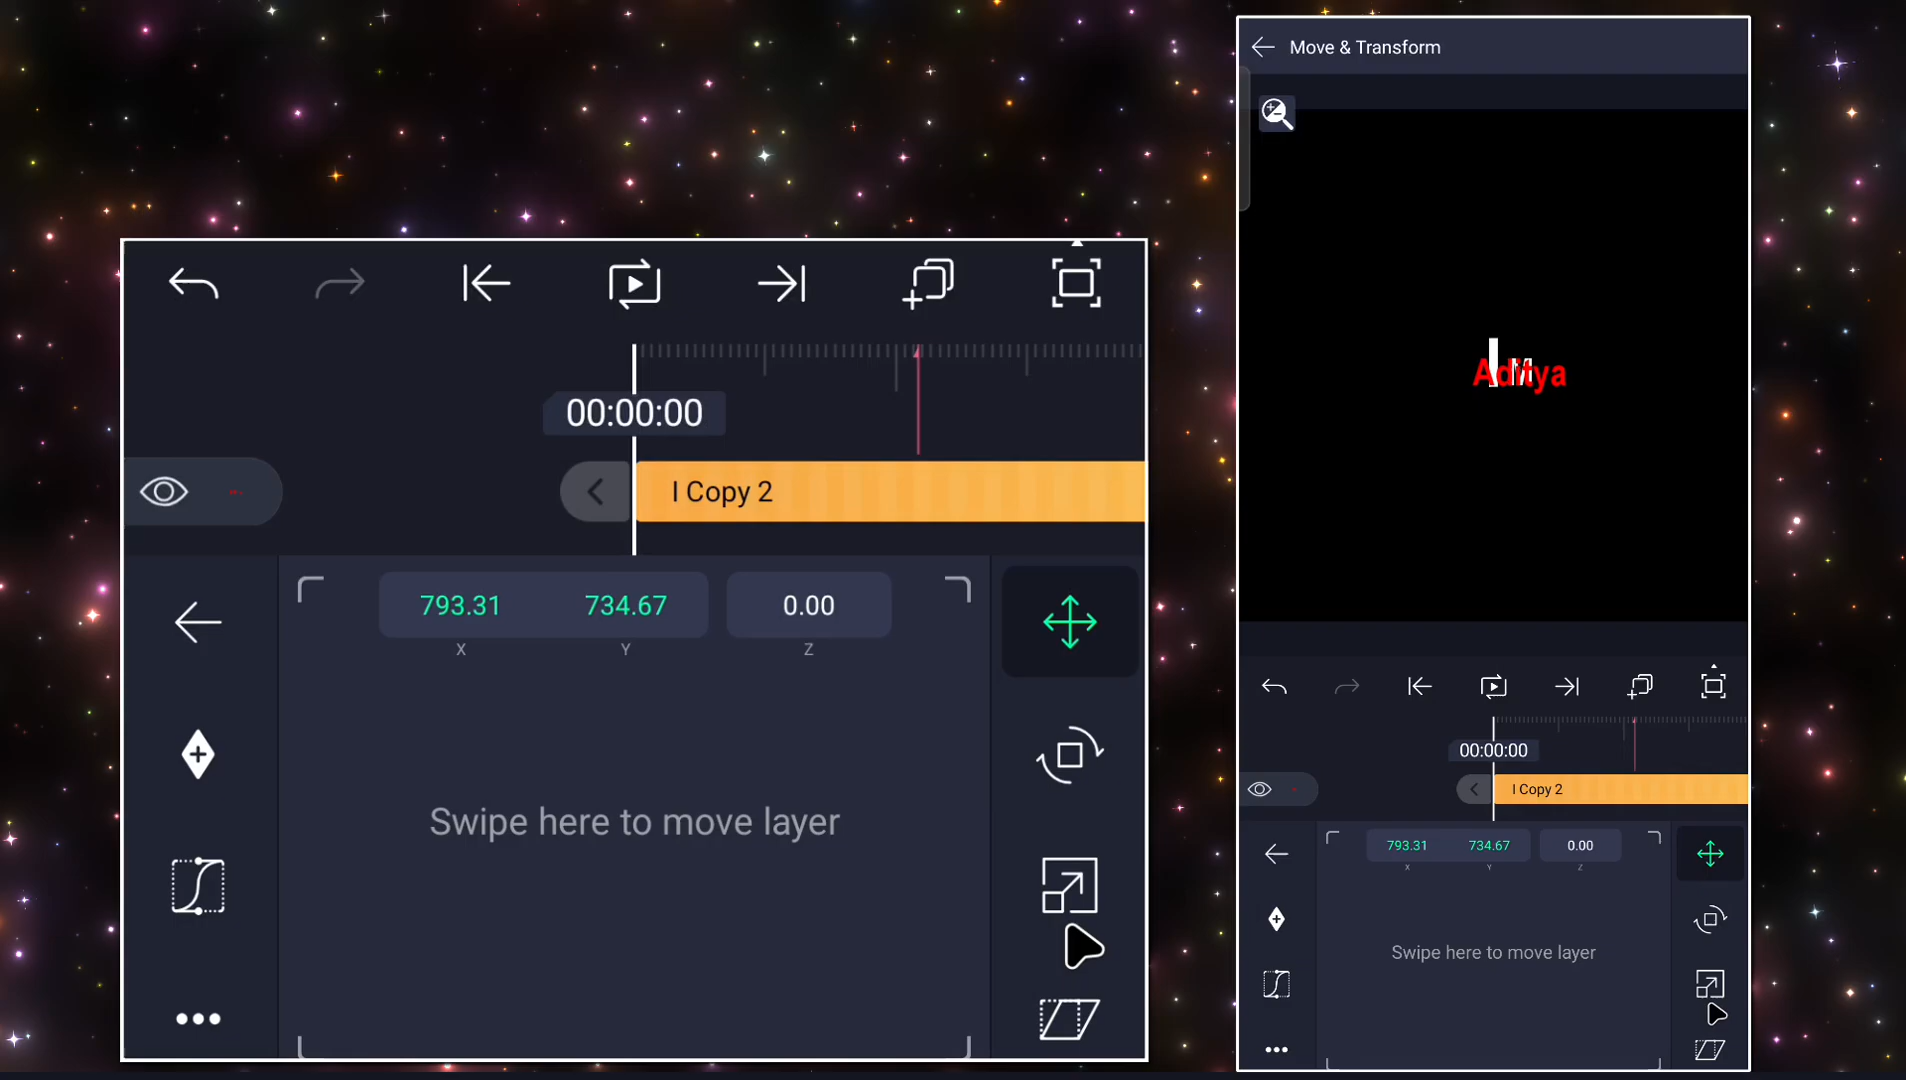 00:00:00
I Copy 2
793.31 734.67 0.00
X Y Z
Swipe here to move layer
Move & Transform
I M
Aditya
00:00:00
I Copy 2
793.31 734.67 0.00
X Y Z
Swipe here to move layer